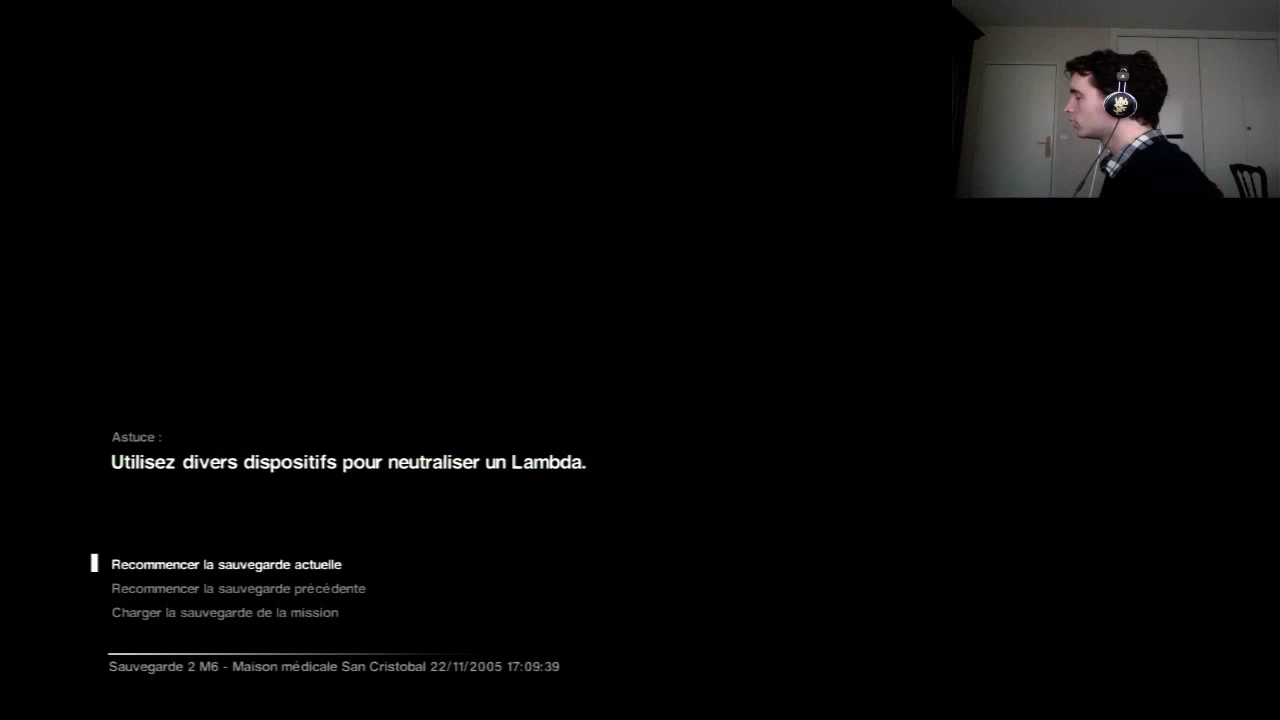 Astuce :
Utilisez divers dispositifs pour neutraliser un Lambda.
Recommencer la sauvegarde actuelle
Recommencer la sauvegarde précédente
Charger la sauvegarde de la mission
Sauvegarde 2 M6 - Maison médicale San Cristobal 22/11/2005 17:09:39